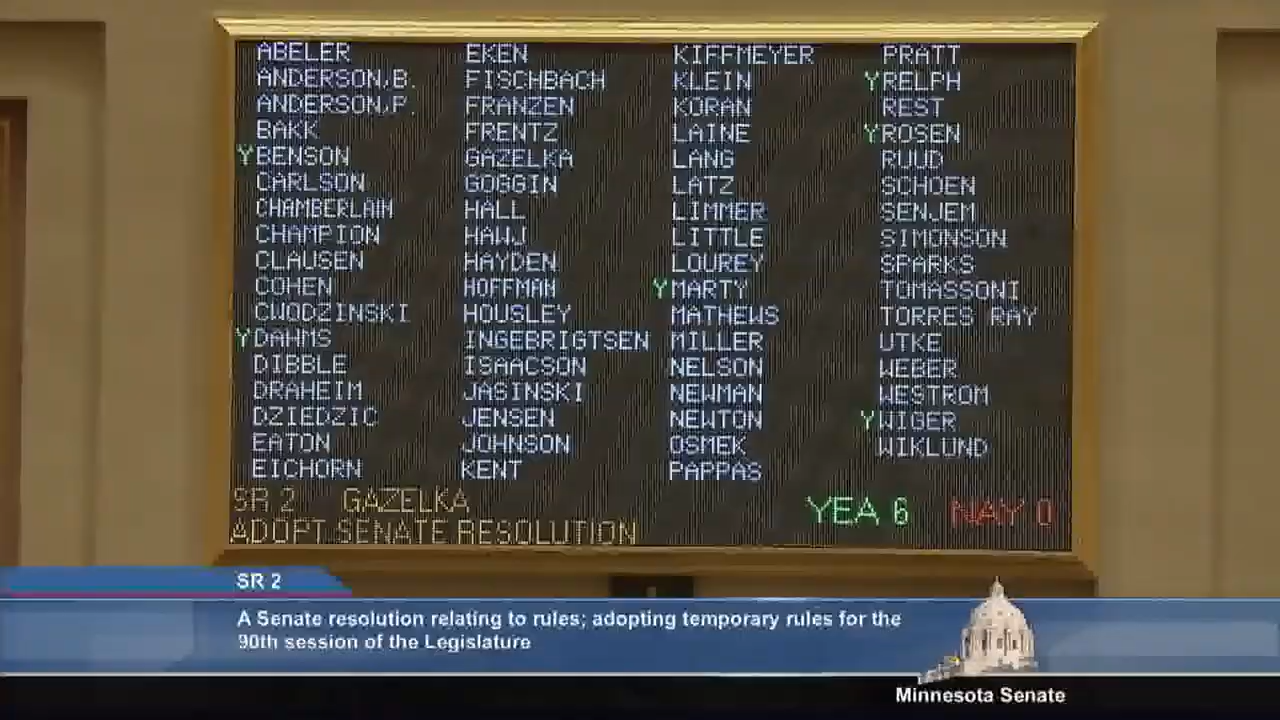 ABELER EKEN KIFFMEYER PRATT
ANDERSON,B. FISCHBACH KLEIN Y RELPH
ANDERSON,P. FRANZEN KORAN REST
BAKK FRENTZ LAINE Y ROSEN
Y BENSON GAZELKA LANG RUUD
CARLSON GOGGIN LATZ SCHOEN
CHAMBERLAIN HALL LIMMER SENJEM
CHAMPION HAWJ LITTLE SIMONSON
CLAUSEN HAYDEN LOUREY SPARKS
COHEN HOFFMAN Y MARTY TOMASSONI
CWODZINSKI HOUSLEY MATHEWS TORRES RAY
Y DAHMS INGEBRIGTSEN MILLER UTKE
DIBBLE ISAACSON NELSON WEBER
DRAHEIM JASINSKI NEWMAN WESTROM
DZIEDZIC JENSEN NEWTON Y WIGER
EATON JOHNSON OSMEK WIKLUND
EICHORN KENT PAPPAS
SR 2 GAZELKA YEA 6 NAY 0
ADOPT SENATE RESOLUTION
SR 2
A Senate resolution relating to rules; adopting temporary rules for the
90th session of the Legislature
Minnesota Senate